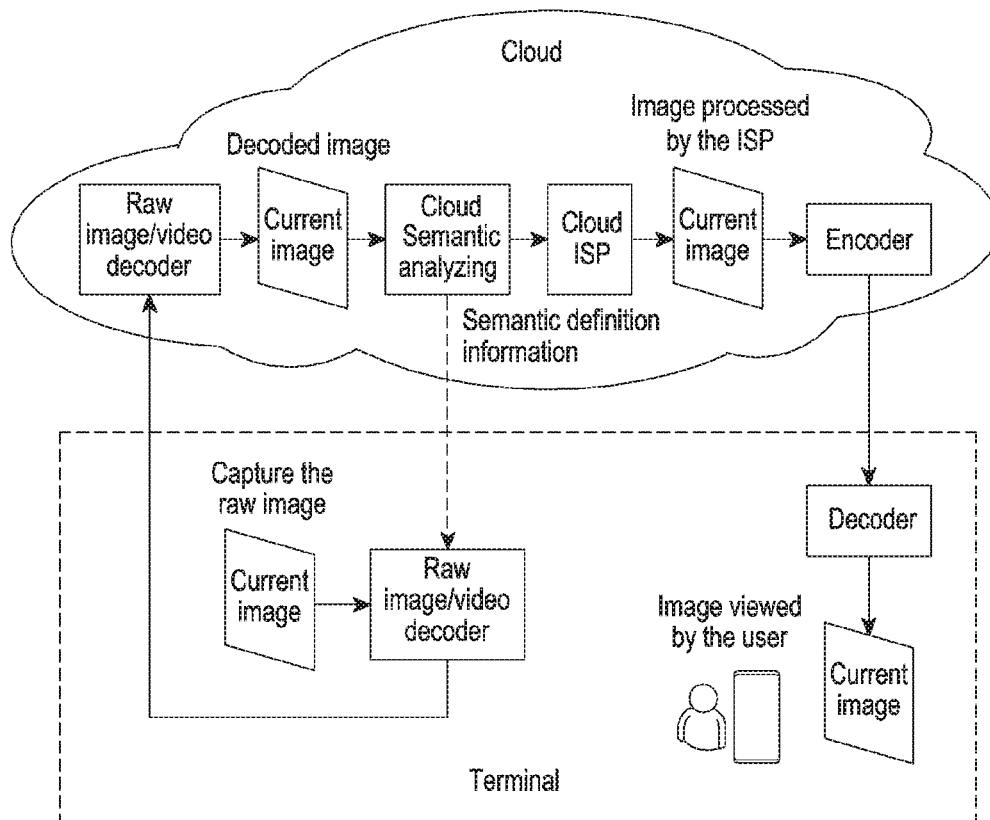 Cloud
Image processed
by the ISP
Decoded image
Raw
image/video
decoder
Current
image
Cloud
Semantic
analyzing
Cloud
ISP
Current
image
Encoder
Semantic definition
information
Capture the
raw image
Current
image
Raw
image/video
decoder
Decoder
Image viewed
by the user
Current
image
Terminal